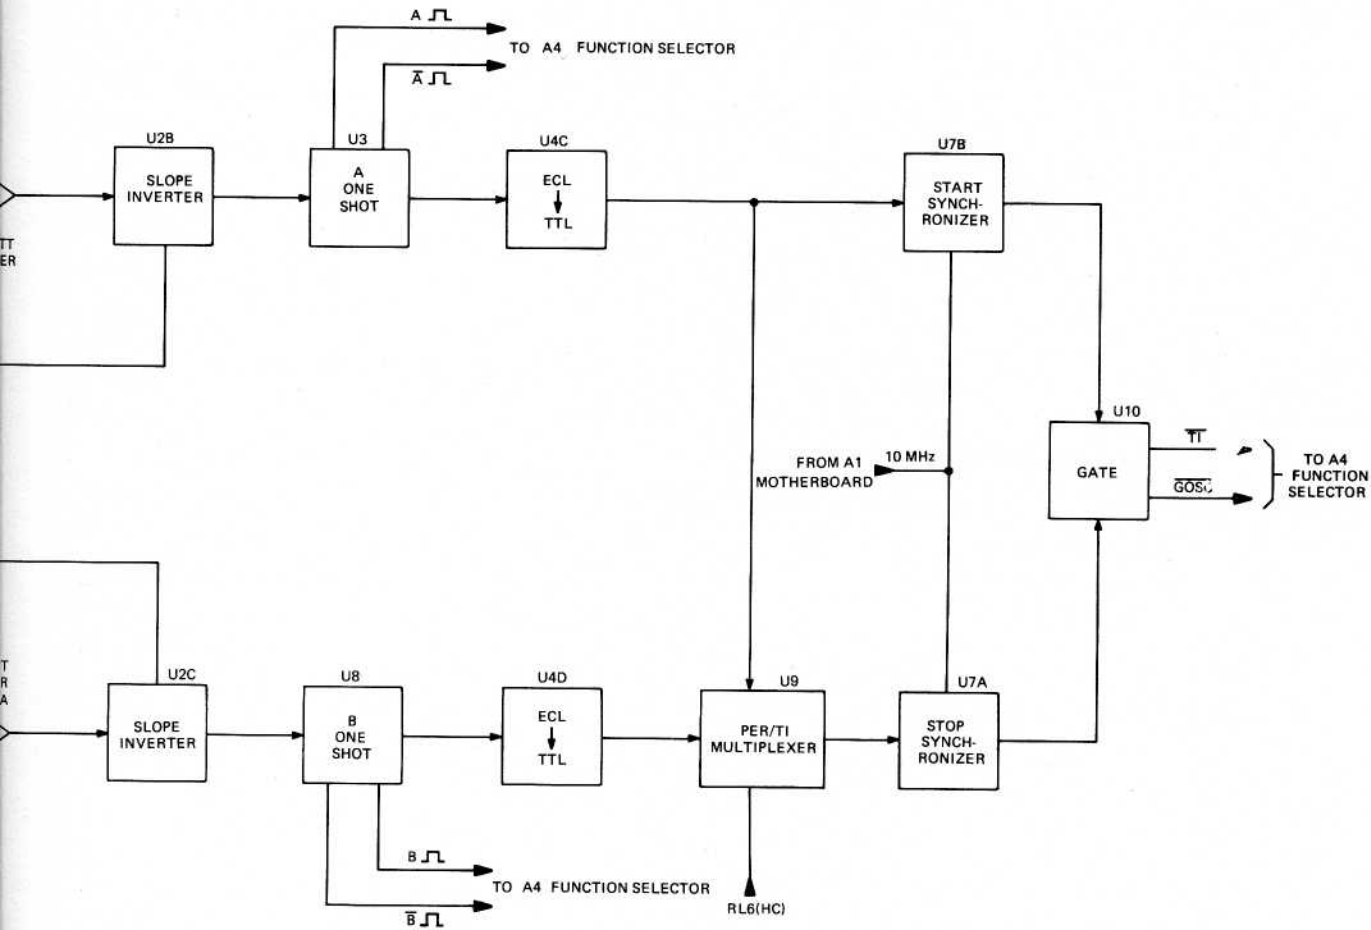 A
TO A4 FUNCTION SELECTOR
A̅
U2B
SLOPE
INVERTER
U3
A
ONE
SHOT
U4C
ECL
TTL
U7B
START
SYNCH-
RONIZER
TT
ER
U10
GATE
T̅I̅
G̅O̅S̅C̅
TO A4
FUNCTION
SELECTOR
FROM A1
MOTHERBOARD
10 MHz
T
R
A
U2C
SLOPE
INVERTER
U8
B
ONE
SHOT
U4D
ECL
TTL
U9
PER/TI
MULTIPLEXER
U7A
STOP
SYNCH-
RONIZER
B
TO A4 FUNCTION SELECTOR
B̅
RL6(HC)